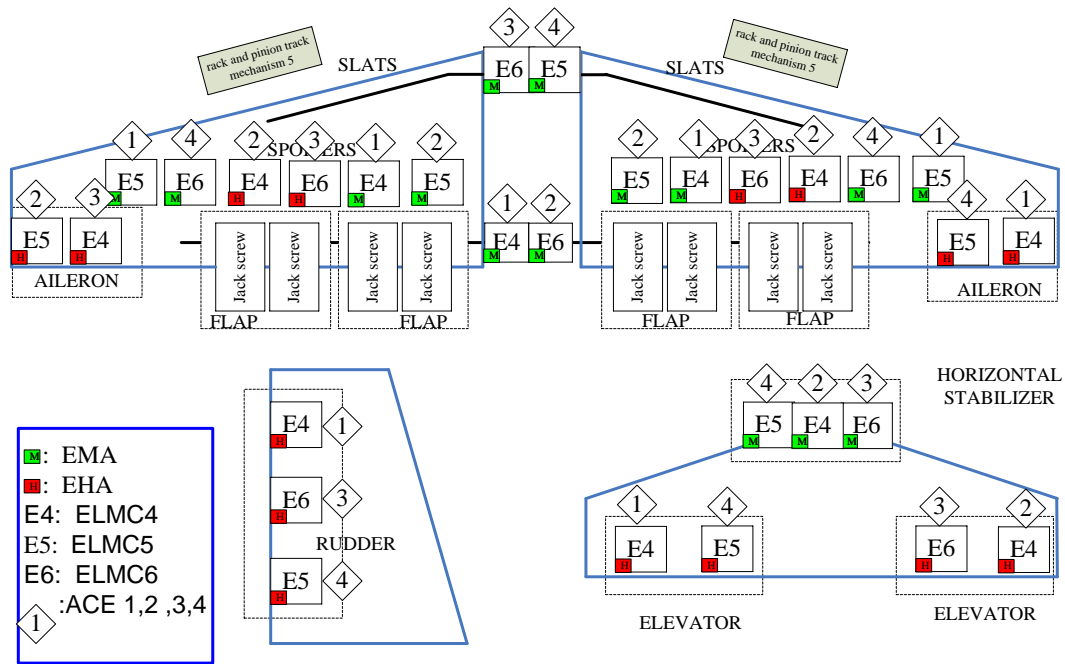 3 4
rack and pinion track
mechanism 5
SLATS
E6 E5
M M
SLATS
rack and pinion track
mechanism 5
1 4 2 3 1 2
SPOILERS
E5 E6 E4 E6 E4 E5
M M H H M M
2 1 3 2 4 1
SPOILERS
E5 E4 E6 E4 E6 E5
M M H H M M
2 3
E5 E4
H H
AILERON
1 2
E4 E6
M M
4 1
E5 E4
H H
AILERON
Jack screw
Jack screw
FLAP
Jack screw
Jack screw
FLAP
Jack screw
Jack screw
FLAP
Jack screw
Jack screw
FLAP
E4 1
H
E6 3
H
RUDDER
E5 4
H
HORIZONTAL
STABILIZER
4 2 3
E5 E4 E6
M M M
1 4
E4 E5
H H
ELEVATOR
3 2
E6 E4
H H
ELEVATOR
M : EMA
H : EHA
E4: ELMC4
E5: ELMC5
E6: ELMC6
1 :ACE 1,2 ,3,4